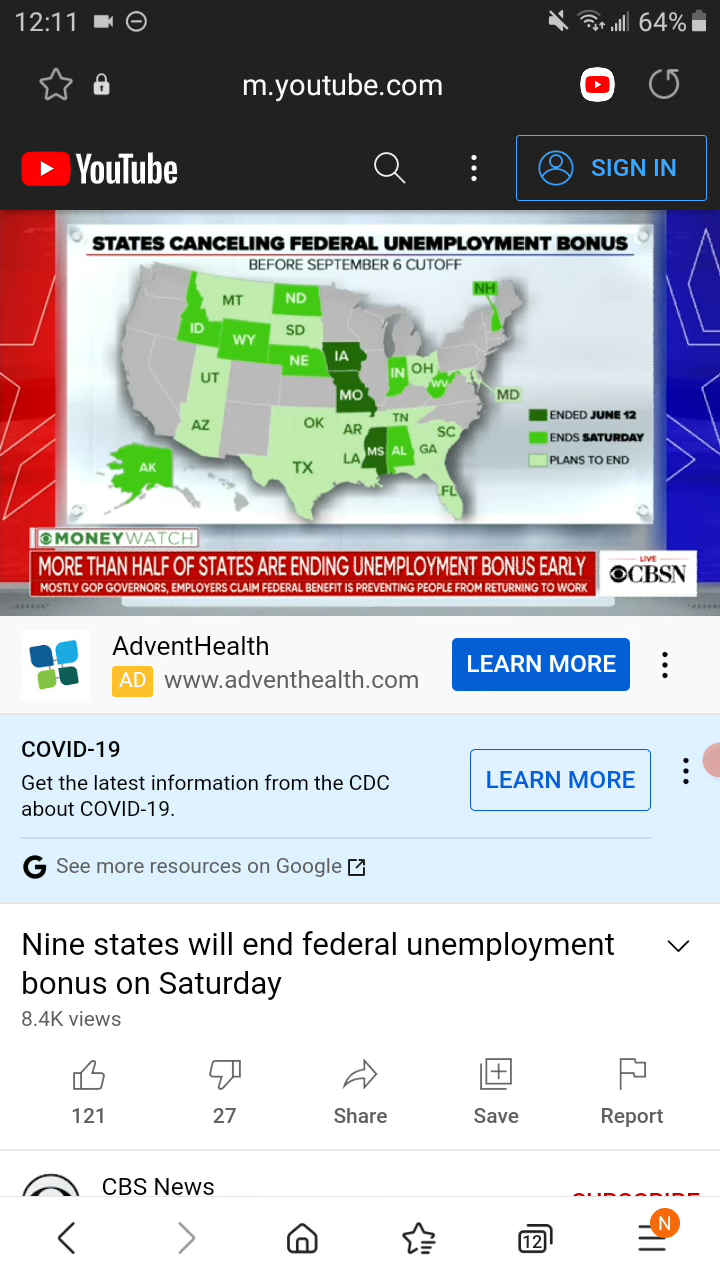 12:11 64%
m.youtube.com
YouTube SIGN IN
STATES CANCELING FEDERAL UNEMPLOYMENT BONUS
BEFORE SEPTEMBER 6 CUTOFF
NH
MT ND
ID SD
WY
NE IA
IN OH
UT WV
MO MD
AZ OK AR TN SC
MS AL GA
TX LA
AK FL
ENDED JUNE 12
ENDS SATURDAY
PLANS TO END
MONEYWATCH
MORE THAN HALF OF STATES ARE ENDING UNEMPLOYMENT BONUS EARLY
MOSTLY GOP GOVERNORS, EMPLOYERS CLAIM FEDERAL BENEFIT IS PREVENTING PEOPLE FROM RETURNING TO WORK
LIVE
CBSN
AdventHealth
AD www.adventhealth.com
LEARN MORE
COVID-19
Get the latest information from the CDC
about COVID-19.
LEARN MORE
G See more resources on Google
Nine states will end federal unemployment
bonus on Saturday
8.4K views
121 27 Share Save Report
CBS News
SUBSCRIBE
12 N